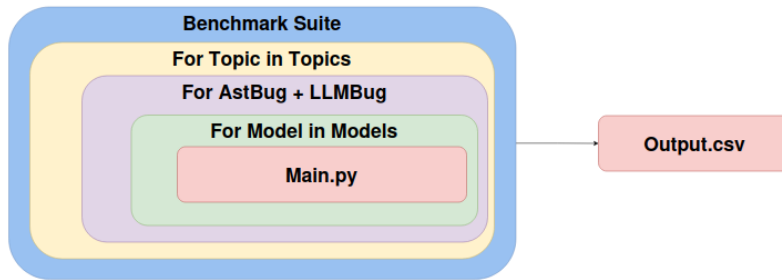 Benchmark Suite
For Topic in Topics
For AstBug + LLMBug
For Model in Models
Main.py
Output.csv